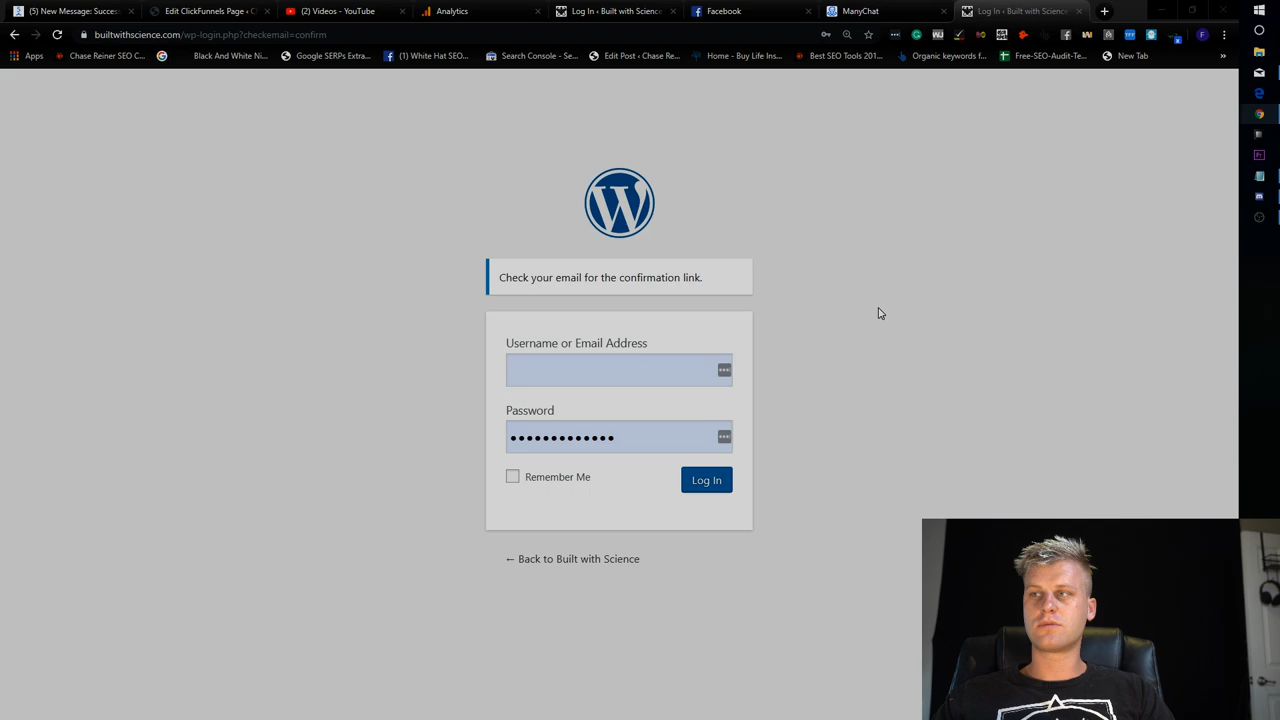 (5) New Message: Succes
Edit ClickFunnels Page ‹ C
(2) Videos - YouTube
Analytics
Log In ‹ Built with Science
Facebook
ManyChat
Log In ‹ Built with Science
builtwithscience.com/wp-login.php?checkemail=confirm
Apps
Chase Reiner SEO C...
Black And White Ni...
Google SERPs Extra...
(1) White Hat SEO...
Search Console - Se...
Edit Post ‹ Chase Re...
Home - Buy Life Ins...
Best SEO Tools 201...
Organic keywords f...
Free-SEO-Audit-Te...
New Tab
Check your email for the confirmation link.
Username or Email Address
Password
Remember Me
Log In
← Back to Built with Science